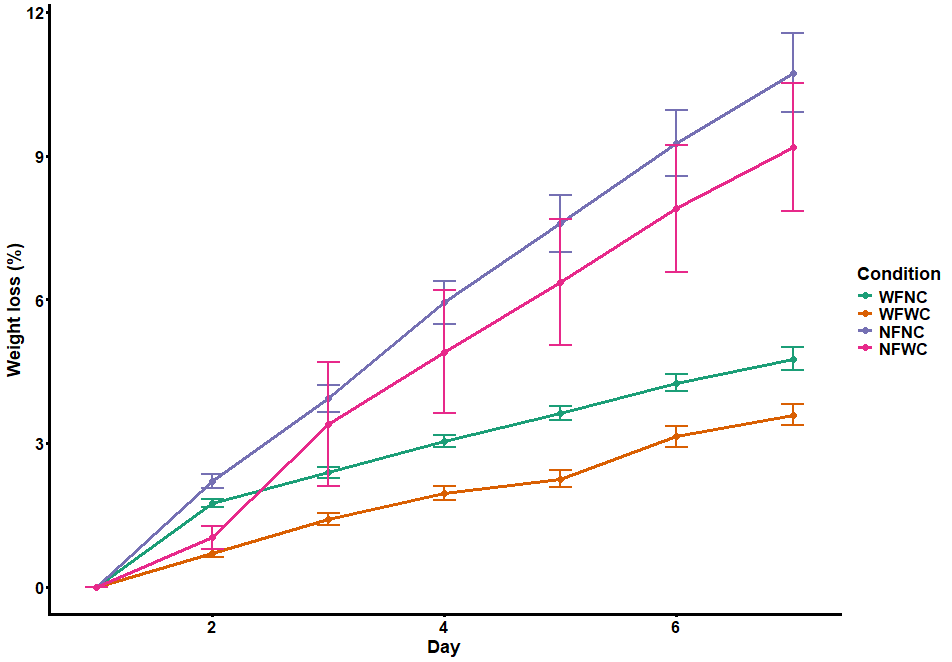 12
9
6
3
0
Weight loss (%)
2
4
6
Day
Condition
WFNC
WFWC
NFNC
NFWC